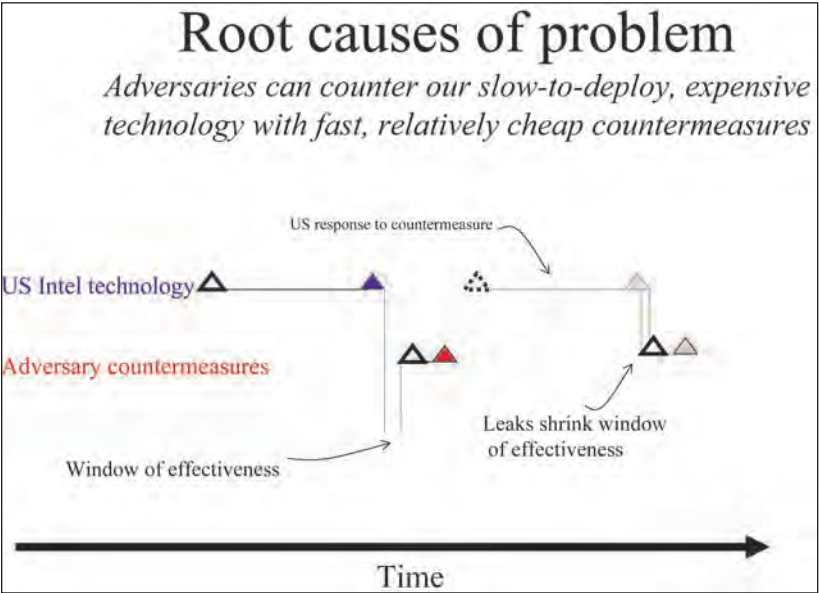 Root causes of problem
Adversaries can counter our slow-to-deploy, expensive
technology with fast, relatively cheap countermeasures
US response to countermeasure
US Intel technology
Adversary countermeasures
Leaks shrink window
of effectiveness
Window of effectiveness
Time